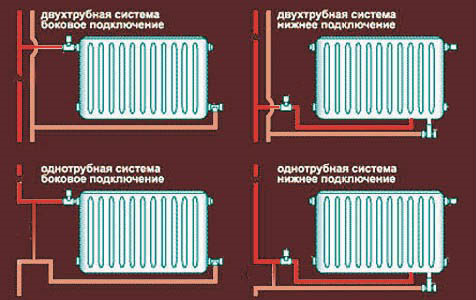 двухтрубная система
боковое подключение
двухтрубная система
нижнее подключение
однотрубная система
боковое подключение
однотрубная система
нижнее подключение